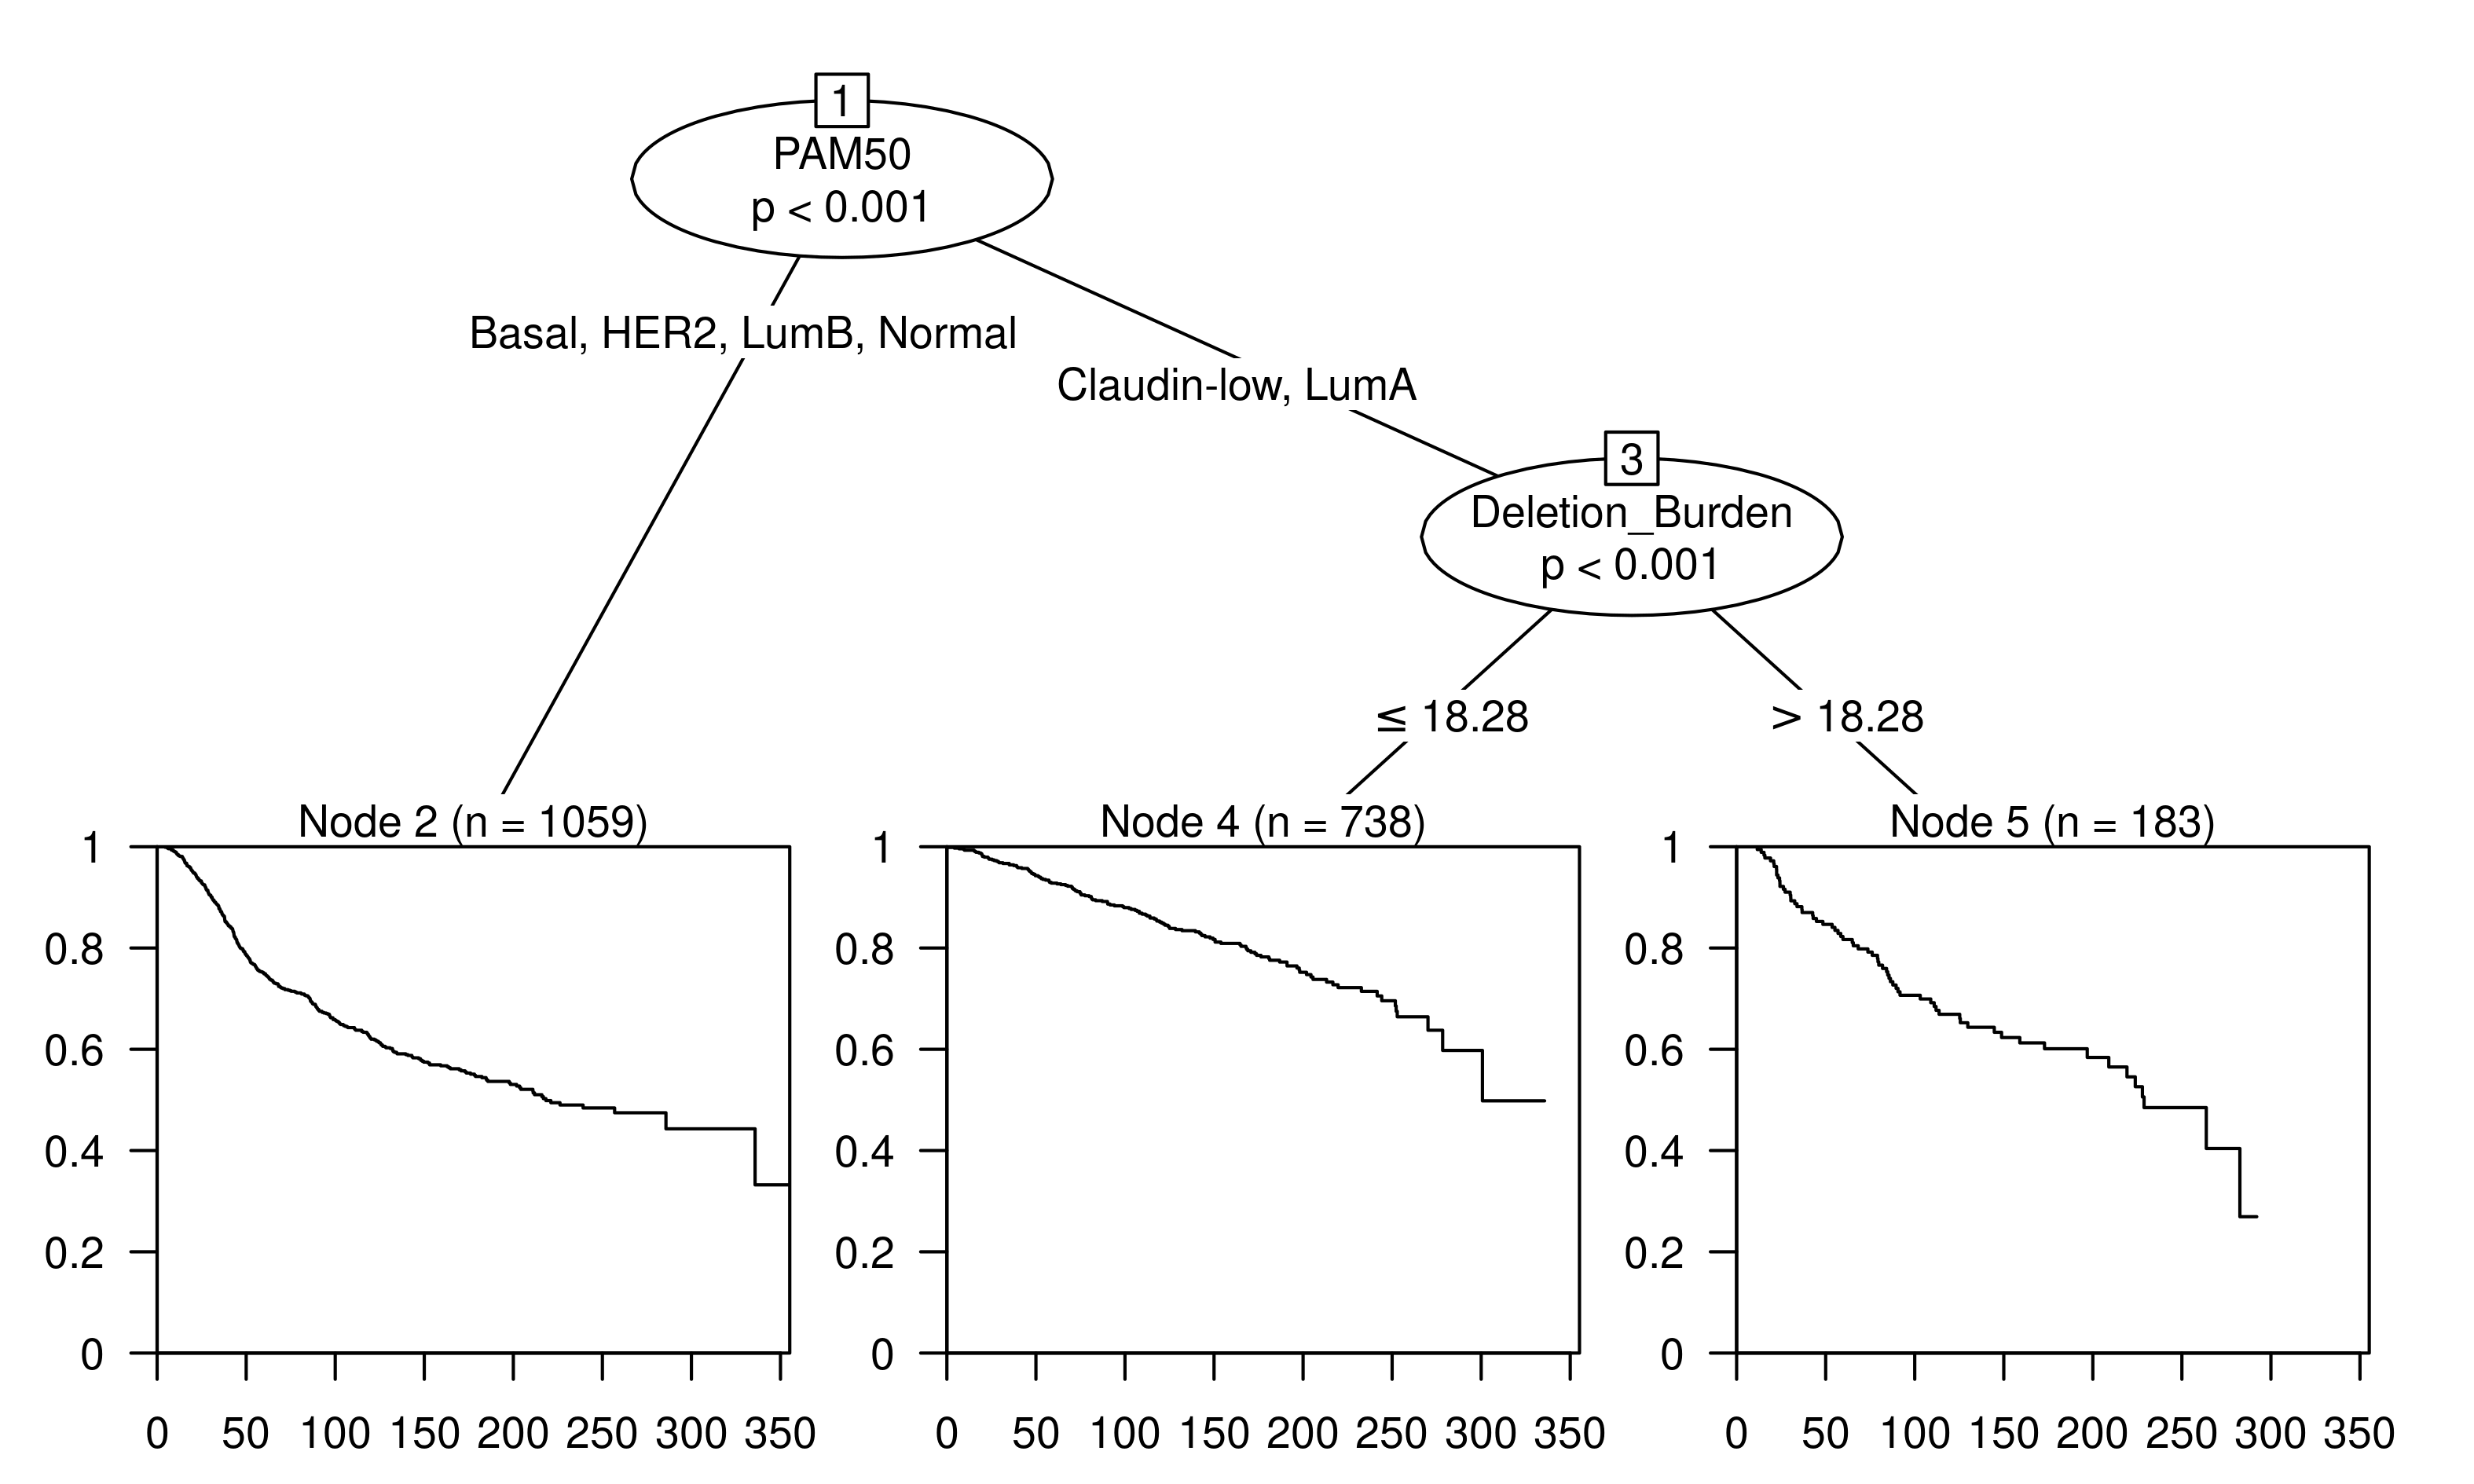 1
PAM50
p < 0.001
Basal, HER2, LumB, Normal
Claudin-low, LumA
3
Deletion_Burden
p < 0.001
≤ 18.28
> 18.28
Node 2 (n = 1059)
1
0.8
0.6
0.4
0.2
0
0 50 100 150 200 250 300 350
Node 4 (n = 738)
1
0.8
0.6
0.4
0.2
0
0 50 100 150 200 250 300 350
Node 5 (n = 183)
1
0.8
0.6
0.4
0.2
0
0 50 100 150 200 250 300 350